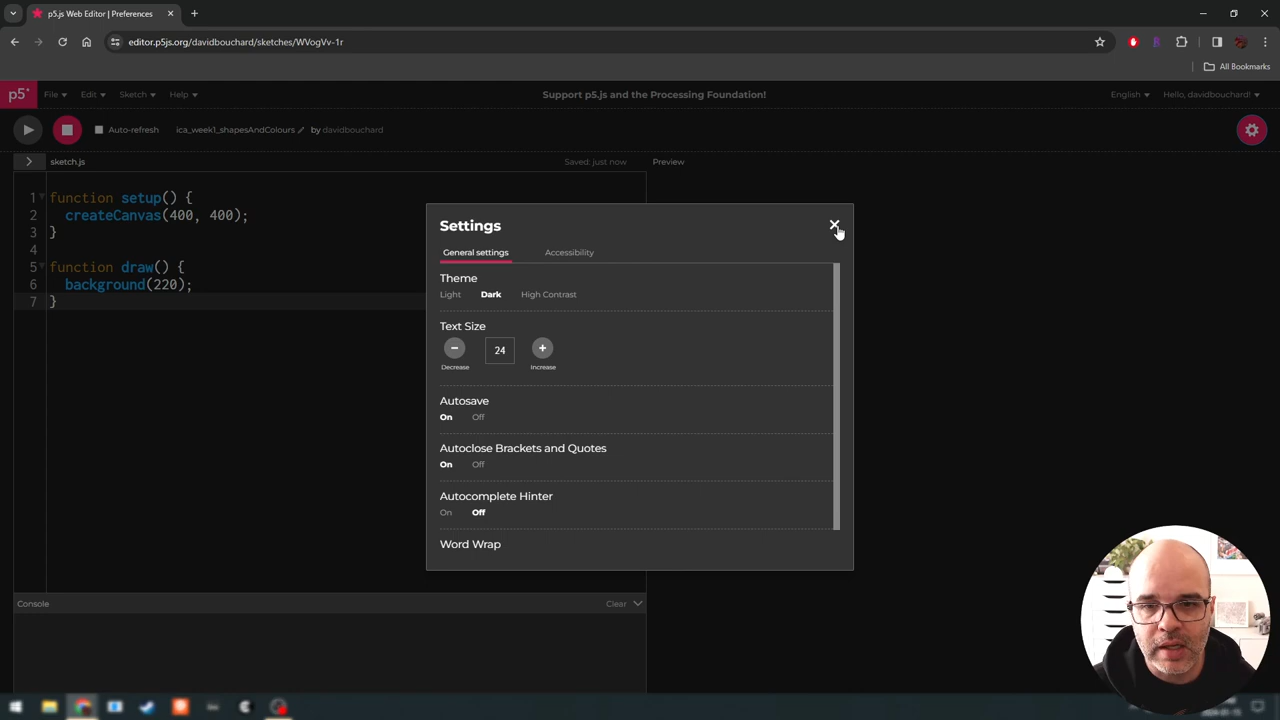 p5.js Web Editor | Preferences
editor.p5js.org/davidbouchard/sketches/WVogVv-1r
All Bookmarks
p5* File Edit Sketch Help Support p5.js and the Processing Foundation! English Hello, davidbouchard!
Auto-refresh ica_week1_shapesAndColours by davidbouchard
sketch.js Saved: just now Preview
1 function setup() {
2 createCanvas(400, 400);
3 }
4
5 function draw() {
6 background(220);
7 }
Settings
General settings Accessibility
Theme
Light Dark High Contrast
Text Size
24
Decrease Increase
Autosave
On Off
Autoclose Brackets and Quotes
On Off
Autocomplete Hinter
On Off
Word Wrap
Console Clear